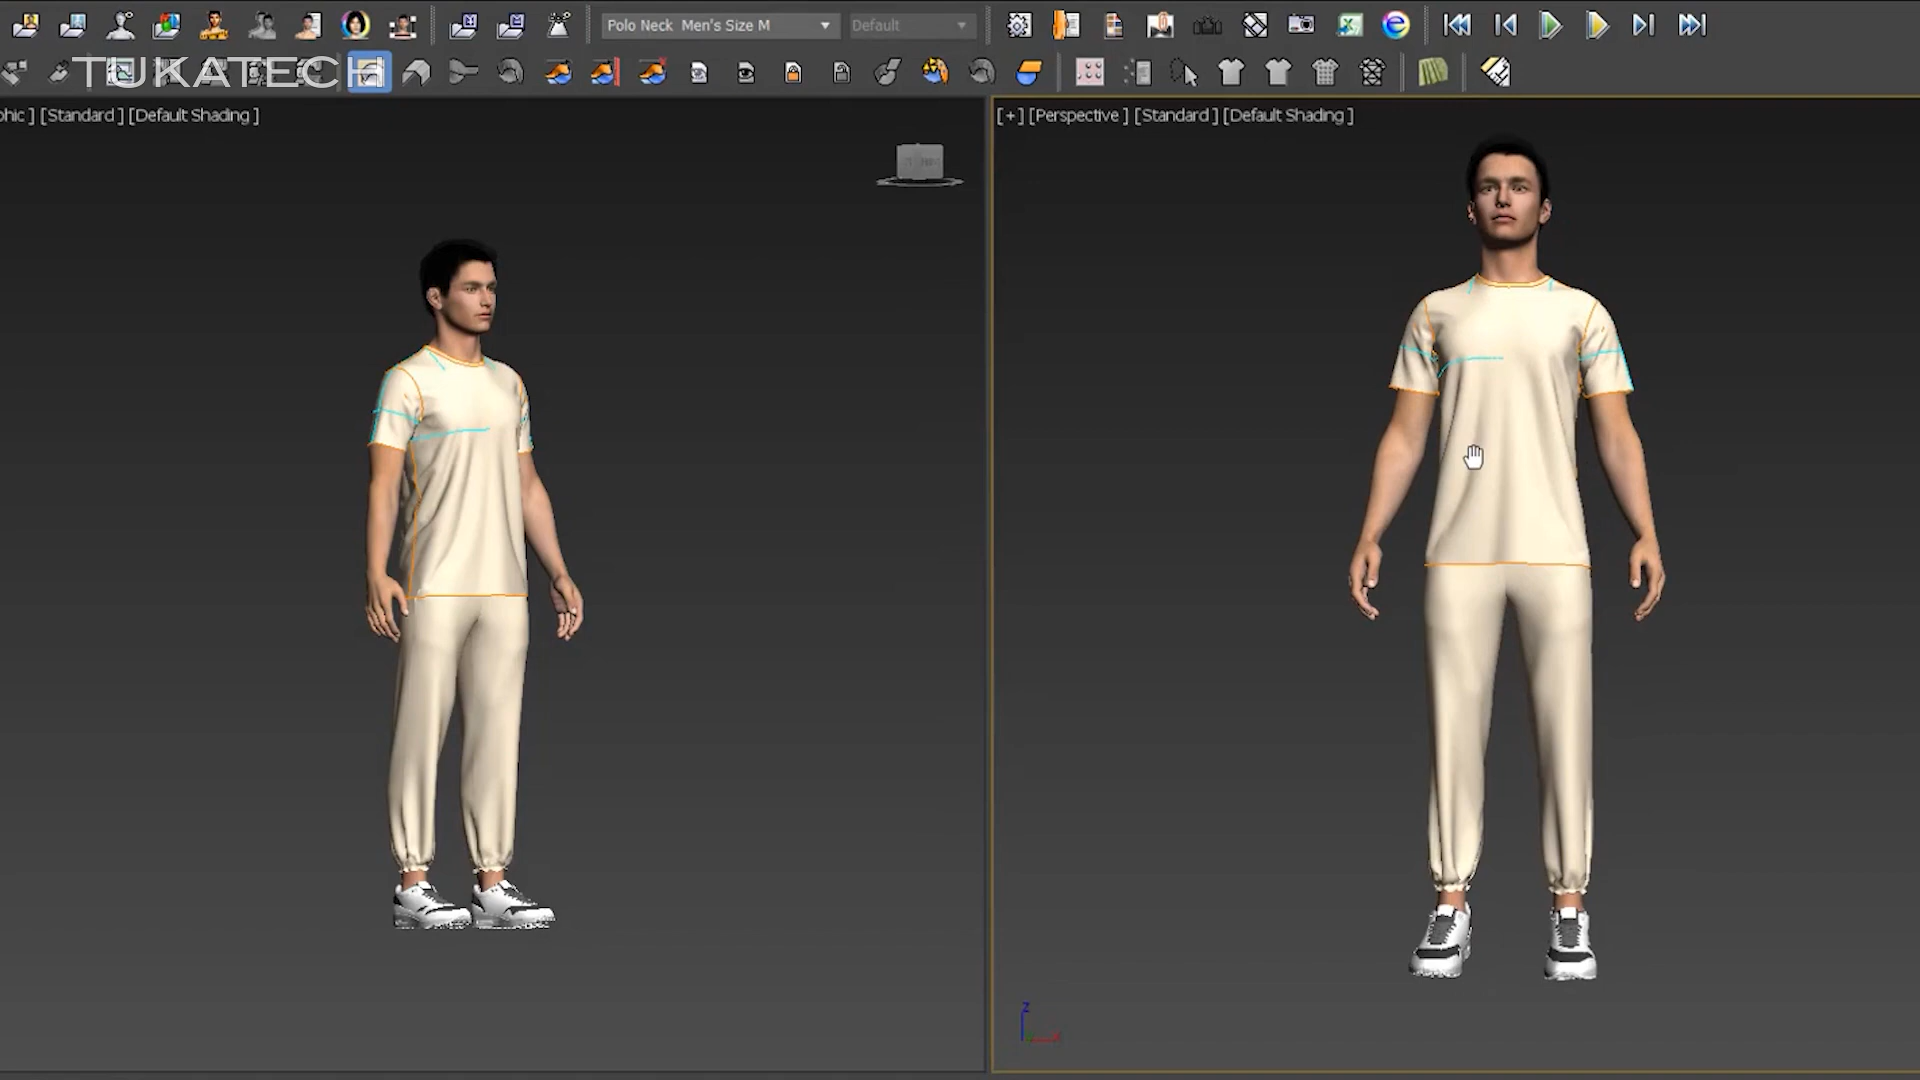 Polo Neck Men's Size M
Default
TUKATECH
phic ] [Standard ] [Default Shading ]
[ + ] [Perspective ] [Standard ] [Default Shading ]
Z